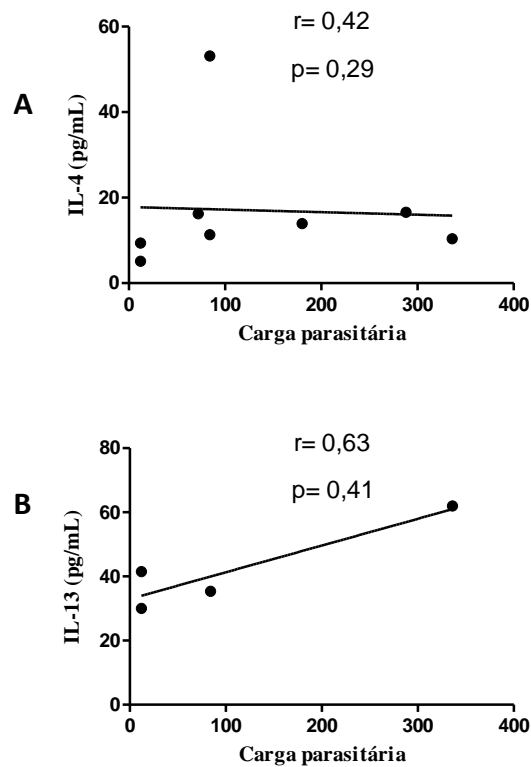 A
r= 0,42
p= 0,29
IL-4 (pg/mL)
60
40
20
0
0 100 200 300 400
Carga parasitária
B
r= 0,63
p= 0,41
IL-13 (pg/mL)
80
60
40
20
0
0 100 200 300 400
Carga parasitária